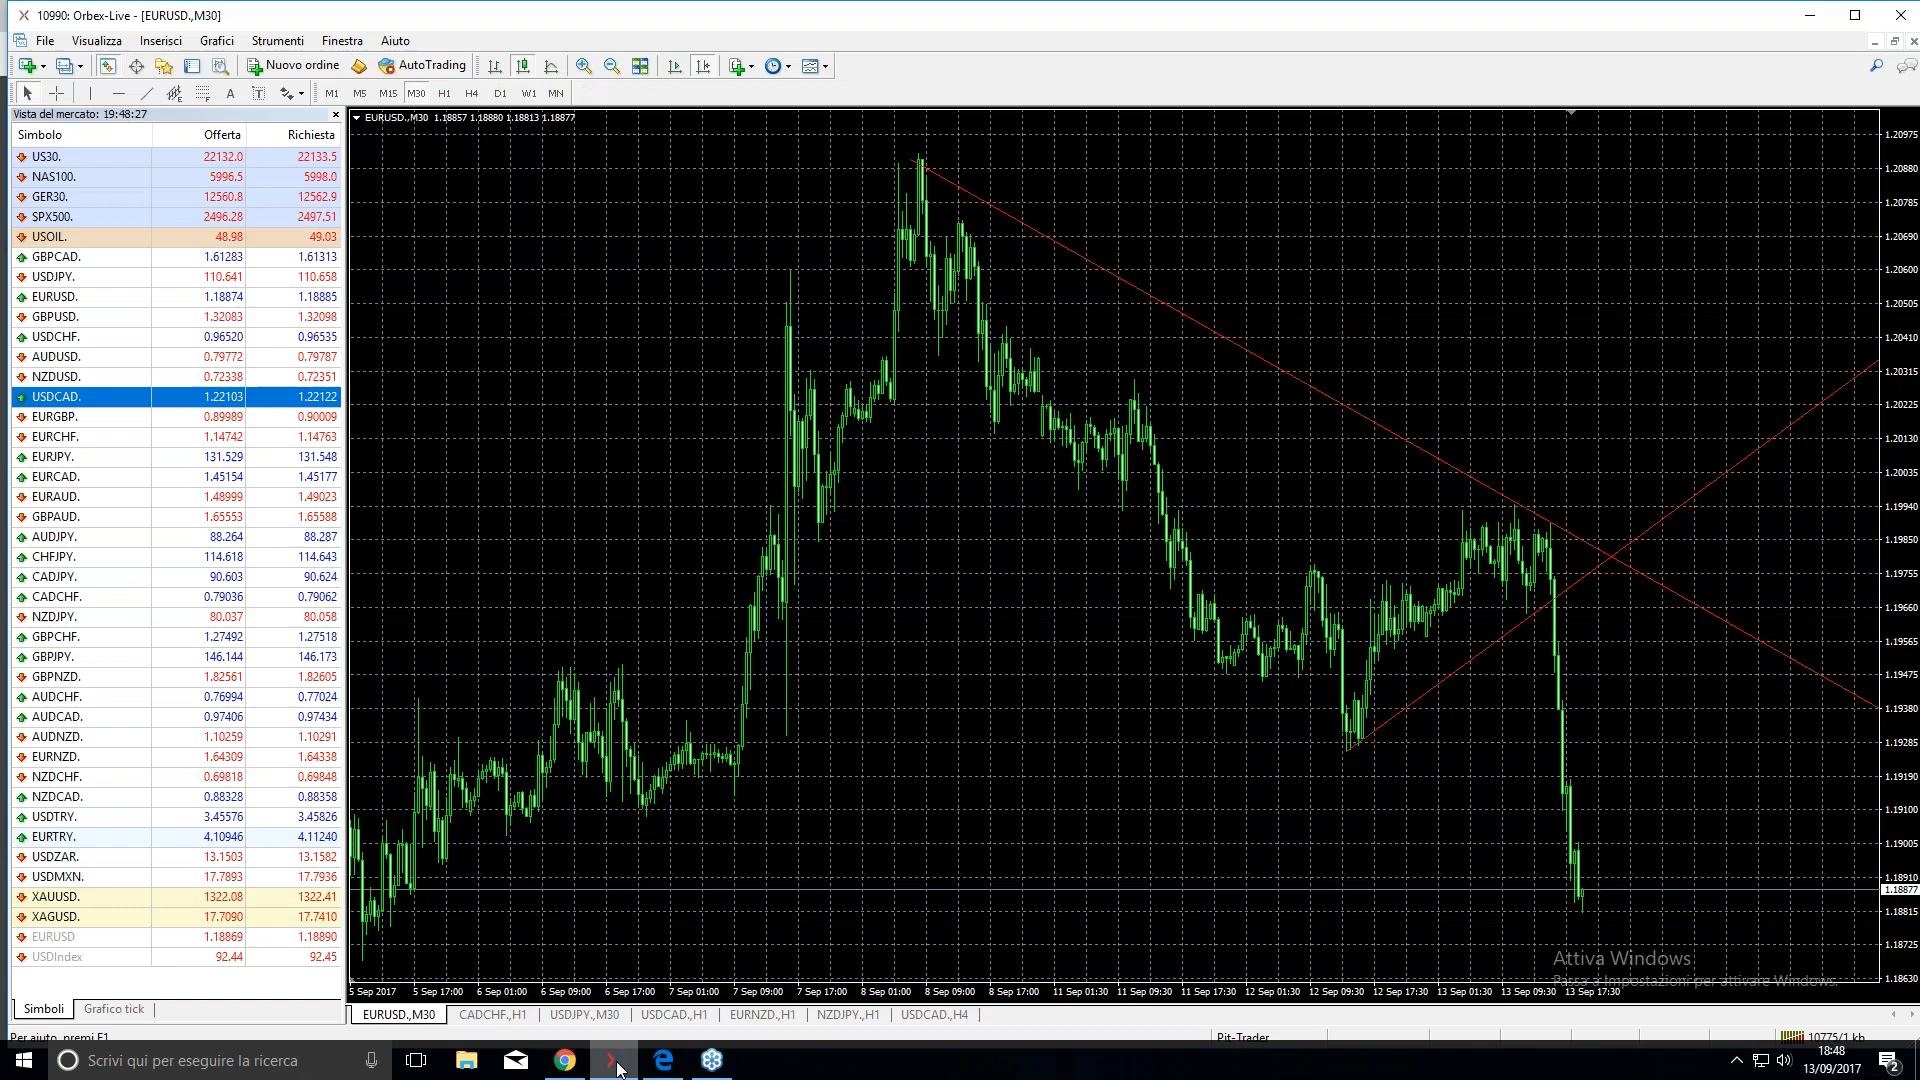 10990: Orbex-Live - [EURUSD.,M30]
File Visualizza Inserisci Grafici Strumenti Finestra Aiuto
Nuovo ordine AutoTrading
A T M1 M5 M15 M30 H1 H4 D1 W1 MN
Vista del mercato: 19:48:27
Simbolo Offerta Richiesta
US30. 22132.0 22133.5
NAS100. 5996.5 5998.0
GER30. 12560.8 12562.9
SPX500. 2496.28 2497.51
USOIL. 48.98 49.03
GBPCAD. 1.61283 1.61313
USDJPY. 110.641 110.658
EURUSD. 1.18874 1.18885
GBPUSD. 1.32083 1.32098
USDCHF. 0.96520 0.96535
AUDUSD. 0.79772 0.79787
NZDUSD. 0.72338 0.72351
USDCAD. 1.22103 1.22122
EURGBP. 0.89989 0.90009
EURCHF. 1.14742 1.14763
EURJPY. 131.529 131.548
EURCAD. 1.45154 1.45177
EURAUD. 1.48999 1.49023
GBPAUD. 1.65553 1.65588
AUDJPY. 88.264 88.287
CHFJPY. 114.618 114.643
CADJPY. 90.603 90.624
CADCHF. 0.79036 0.79062
NZDJPY. 80.037 80.058
GBPCHF. 1.27492 1.27518
GBPJPY. 146.144 146.173
GBPNZD. 1.82561 1.82605
AUDCHF. 0.76994 0.77024
AUDCAD. 0.97406 0.97434
AUDNZD. 1.10259 1.10291
EURNZD. 1.64309 1.64338
NZDCHF. 0.69818 0.69848
NZDCAD. 0.88328 0.88358
USDTRY. 3.45576 3.45826
EURTRY. 4.10946 4.11240
USDZAR. 13.1503 13.1582
USDMXN. 17.7893 17.7936
XAUUSD. 1322.08 1322.41
XAGUSD. 17.7090 17.7410
EURUSD 1.18869 1.18890
USDIndex 92.44 92.45
Simboli Grafico tick
EURUSD.,M30 1.18857 1.18880 1.18813 1.18877
1.20975
1.20880
1.20785
1.20690
1.20600
1.20505
1.20410
1.20315
1.20225
1.20130
1.20035
1.19940
1.19850
1.19755
1.19660
1.19565
1.19475
1.19380
1.19285
1.19190
1.19100
1.19005
1.18910
1.18877
1.18815
1.18725
1.18630
Attiva Windows
Passa a Impostazioni per attivare Windows.
5 Sep 2017 5 Sep 17:00 6 Sep 01:00 6 Sep 09:00 6 Sep 17:00 7 Sep 01:00 7 Sep 09:00 7 Sep 17:00 8 Sep 01:00 8 Sep 09:00 8 Sep 17:00 11 Sep 01:30 11 Sep 09:30 11 Sep 17:30 12 Sep 01:30 12 Sep 09:30 12 Sep 17:30 13 Sep 01:30 13 Sep 09:30 13 Sep 17:30
EURUSD.,M30 CADCHF.,H1 USDJPY.,M30 USDCAD.,H1 EURNZD.,H1 NZDJPY.,H1 USDCAD.,H4
Per aiuto, premi F1 Pit-Trader 10775/1 kb
Scrivi qui per eseguire la ricerca
18:48
13/09/2017
2